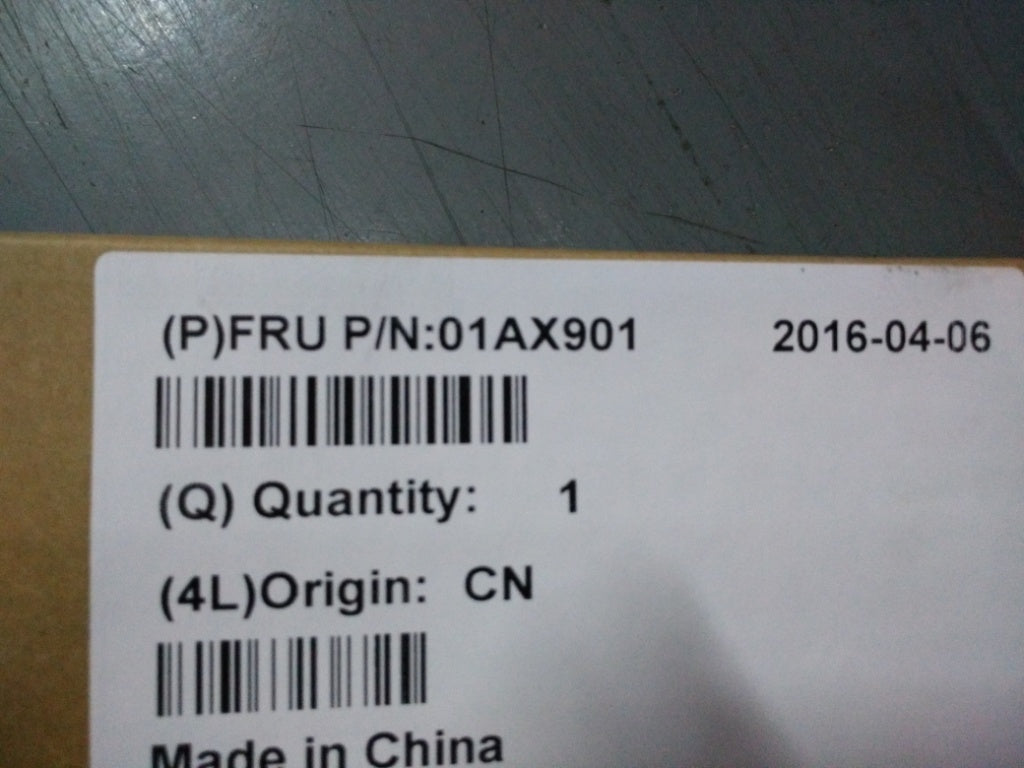 (P)FRU P/N:01AX901 2016-04-06
(Q) Quantity: 1
(4L)Origin: CN
Made in China